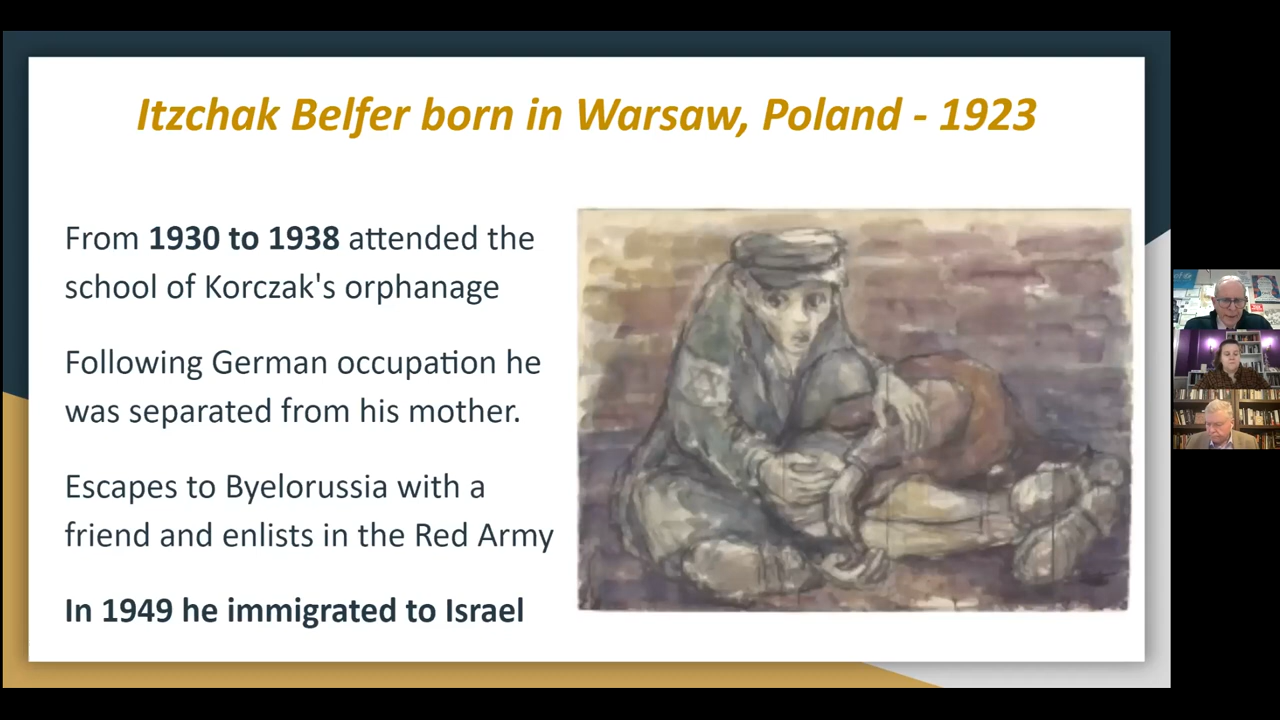 Itzchak Belfer born in Warsaw, Poland - 1923
From 1930 to 1938 attended the
school of Korczak's orphanage
Following German occupation he
was separated from his mother.
Escapes to Byelorussia with a
friend and enlists in the Red Army
In 1949 he immigrated to Israel